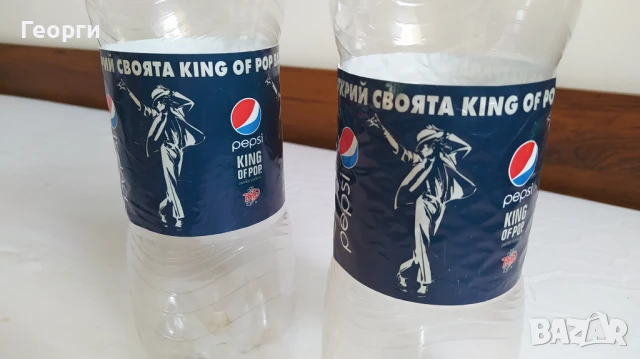 Георги
РИЙ СВОЯТА KING OF POP
pepsi
KING
OF POP.
КРИЙ СВОЯТА KING OF PO
pepsi
pepsi
KING
OF POP.
BAZAR